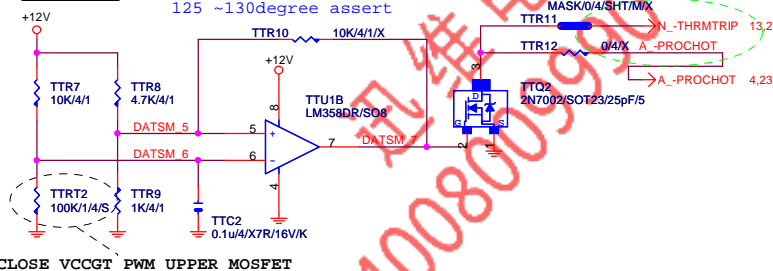 125 ~130degree assert
MASK/0/4/SHT/M/X
+12V
TTR10
10K/4/1/X
TTR11
N_-THRMTRIP 13,2
TTR12
0/4/X
A_-PROCHOT
+12V
TTR7
10K/4/1
TTR8
4.7K/4/1
TTU1B
LM358DR/SO8
3
A_-PROCHOT 4,23
TTQ2
2N7002/SOT23/25pF/5
D
G
S
8
DATSM_5
5
+
7
DATSM_7
2
1
DATSM_6
6
-
4
TTRT2
100K/1/4/S
TTR9
1K/4/1
TTC2
0.1u/4/X7R/16V/K
CLOSE VCCGT PWM UPPER MOSFET
迅维
4008009990